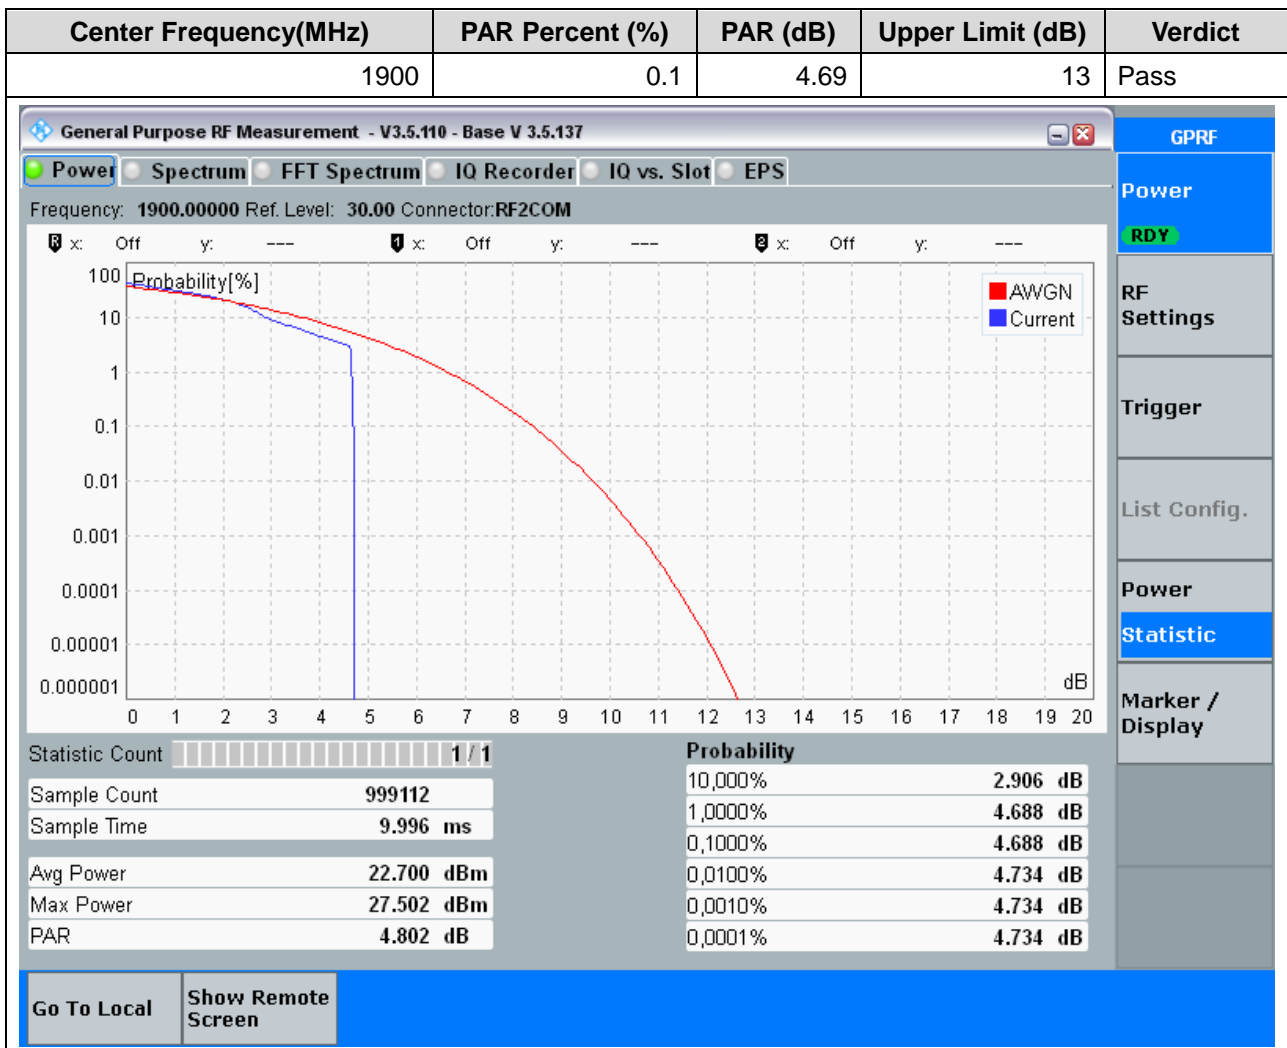 Center Frequency(MHz) PAR Percent (%) PAR (dB) Upper Limit (dB) Verdict
1900 0.1 4.69 13 Pass
General Purpose RF Measurement - V3.5.110 - Base V 3.5.137
GPRF
Power Spectrum FFT Spectrum IQ Recorder IQ vs. Slot EPS
Frequency: 1900.00000 Ref. Level: 30.00 Connector:RF2COM
Power
RDY
R x: Off y: --- 1 x: Off y: --- 2 x: Off y: ---
Probability[%]
AWGN
Current
100
10
1
0.1
0.01
0.001
0.0001
0.00001
0.000001
dB
0 1 2 3 4 5 6 7 8 9 10 11 12 13 14 15 16 17 18 19 20
RF
Settings
Trigger
List Config.
Power
Statistic
Marker /
Display
Statistic Count 1 / 1
Sample Count 999112
Sample Time 9.996 ms
Avg Power 22.700 dBm
Max Power 27.502 dBm
PAR 4.802 dB
Probability
10,000% 2.906 dB
1,0000% 4.688 dB
0,1000% 4.688 dB
0,0100% 4.734 dB
0,0010% 4.734 dB
0,0001% 4.734 dB
Go To Local
Show Remote
Screen